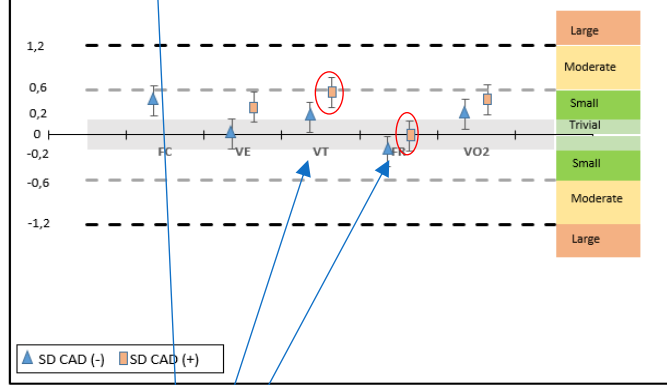 Large
1,2
Moderate
0,6
Small
0,2
Trivial
0
FC VE VT FR VO2
-0,2
Small
-0,6
Moderate
-1,2
Large
SD CAD (-) SD CAD (+)